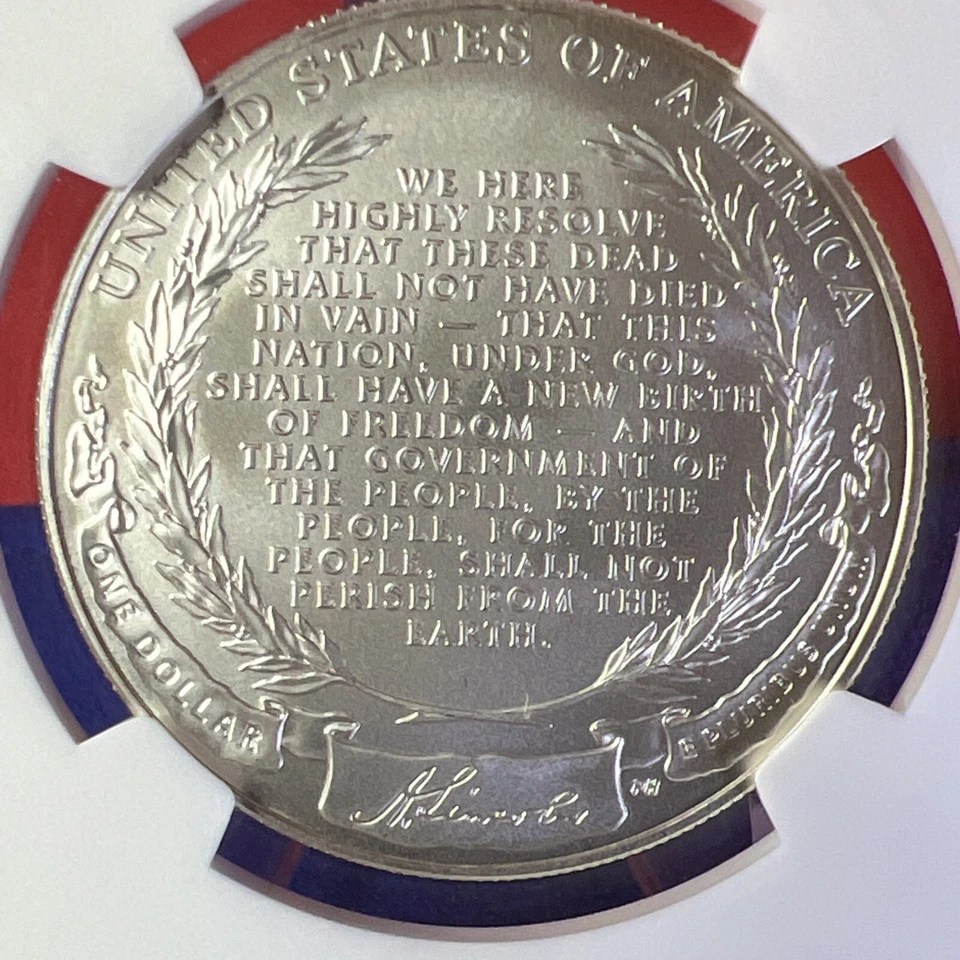 UNITED STATES OF AMERICA
WE HERE
HIGHLY RESOLVE
THAT THESE DEAD
SHALL NOT HAVE DIED
IN VAIN — THAT THIS
NATION, UNDER GOD,
SHALL HAVE A NEW BIRTH
OF FREEDOM — AND
THAT GOVERNMENT OF
THE PEOPLE, BY THE
PEOPLE, FOR THE
PEOPLE, SHALL NOT
PERISH FROM THE
EARTH.
ONE DOLLAR
A. Lincoln
E PLURIBUS UNUM